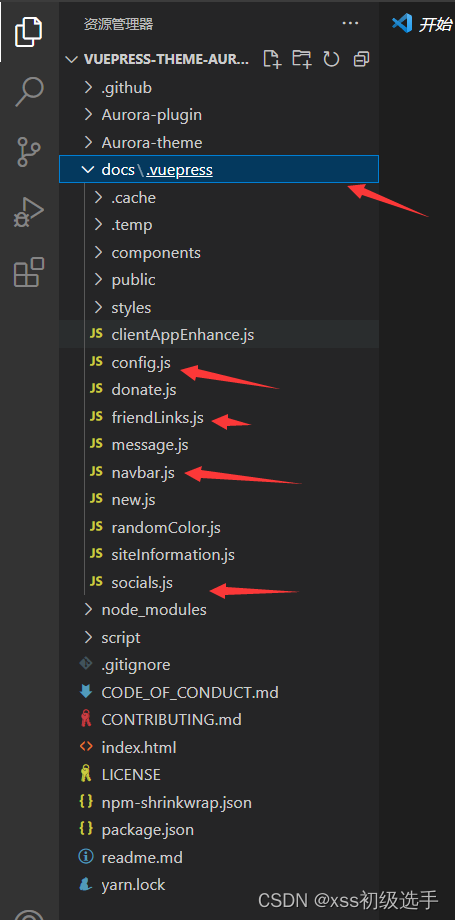 资源管理器
开始
VUEPRESS-THEME-AUR...
.github
Aurora-plugin
Aurora-theme
docs\.vuepress
.cache
.temp
components
public
styles
JS clientAppEnhance.js
JS config.js
JS donate.js
JS friendLinks.js
JS message.js
JS navbar.js
JS new.js
JS randomColor.js
JS siteInformation.js
JS socials.js
node_modules
script
.gitignore
CODE_OF_CONDUCT.md
CONTRIBUTING.md
index.html
LICENSE
npm-shrinkwrap.json
package.json
readme.md
yarn.lock
CSDN @xss初级选手